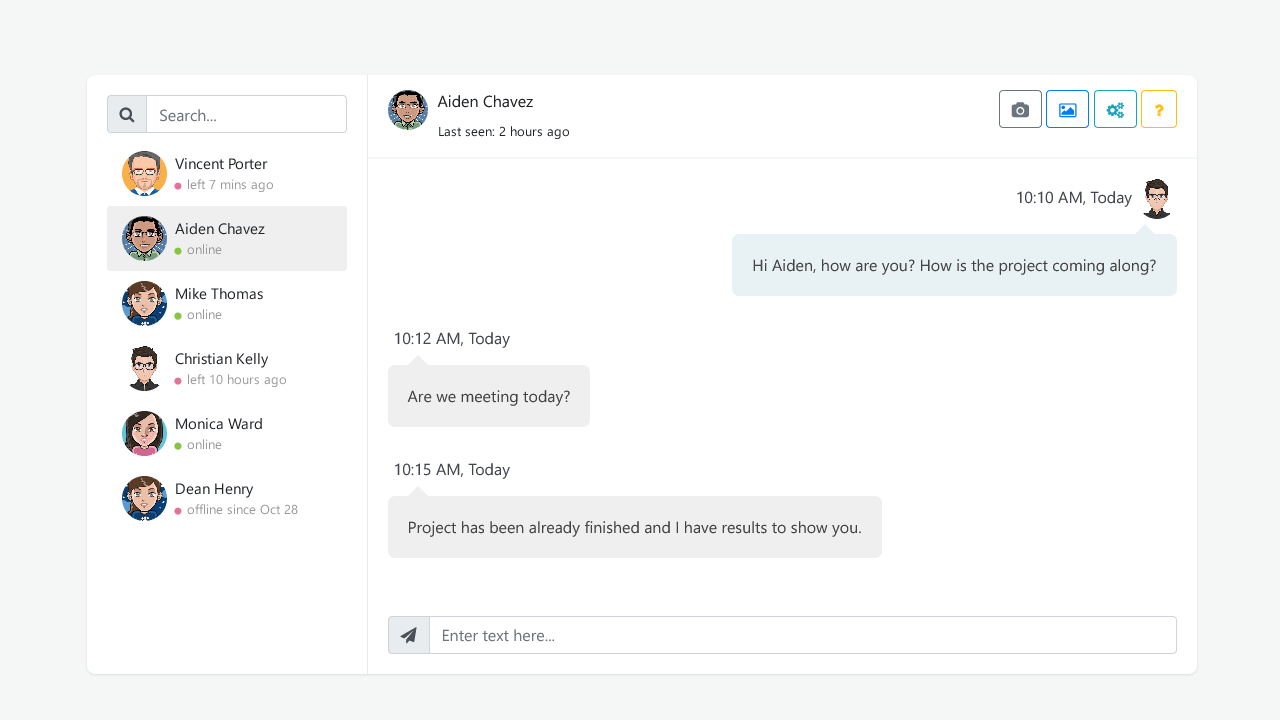 Search...
Vincent Porter
left 7 mins ago
Aiden Chavez
online
Mike Thomas
online
Christian Kelly
left 10 hours ago
Monica Ward
online
Dean Henry
offline since Oct 28
Aiden Chavez
Last seen: 2 hours ago
?
10:10 AM, Today
Hi Aiden, how are you? How is the project coming along?
10:12 AM, Today
Are we meeting today?
10:15 AM, Today
Project has been already finished and I have results to show you.
Enter text here...